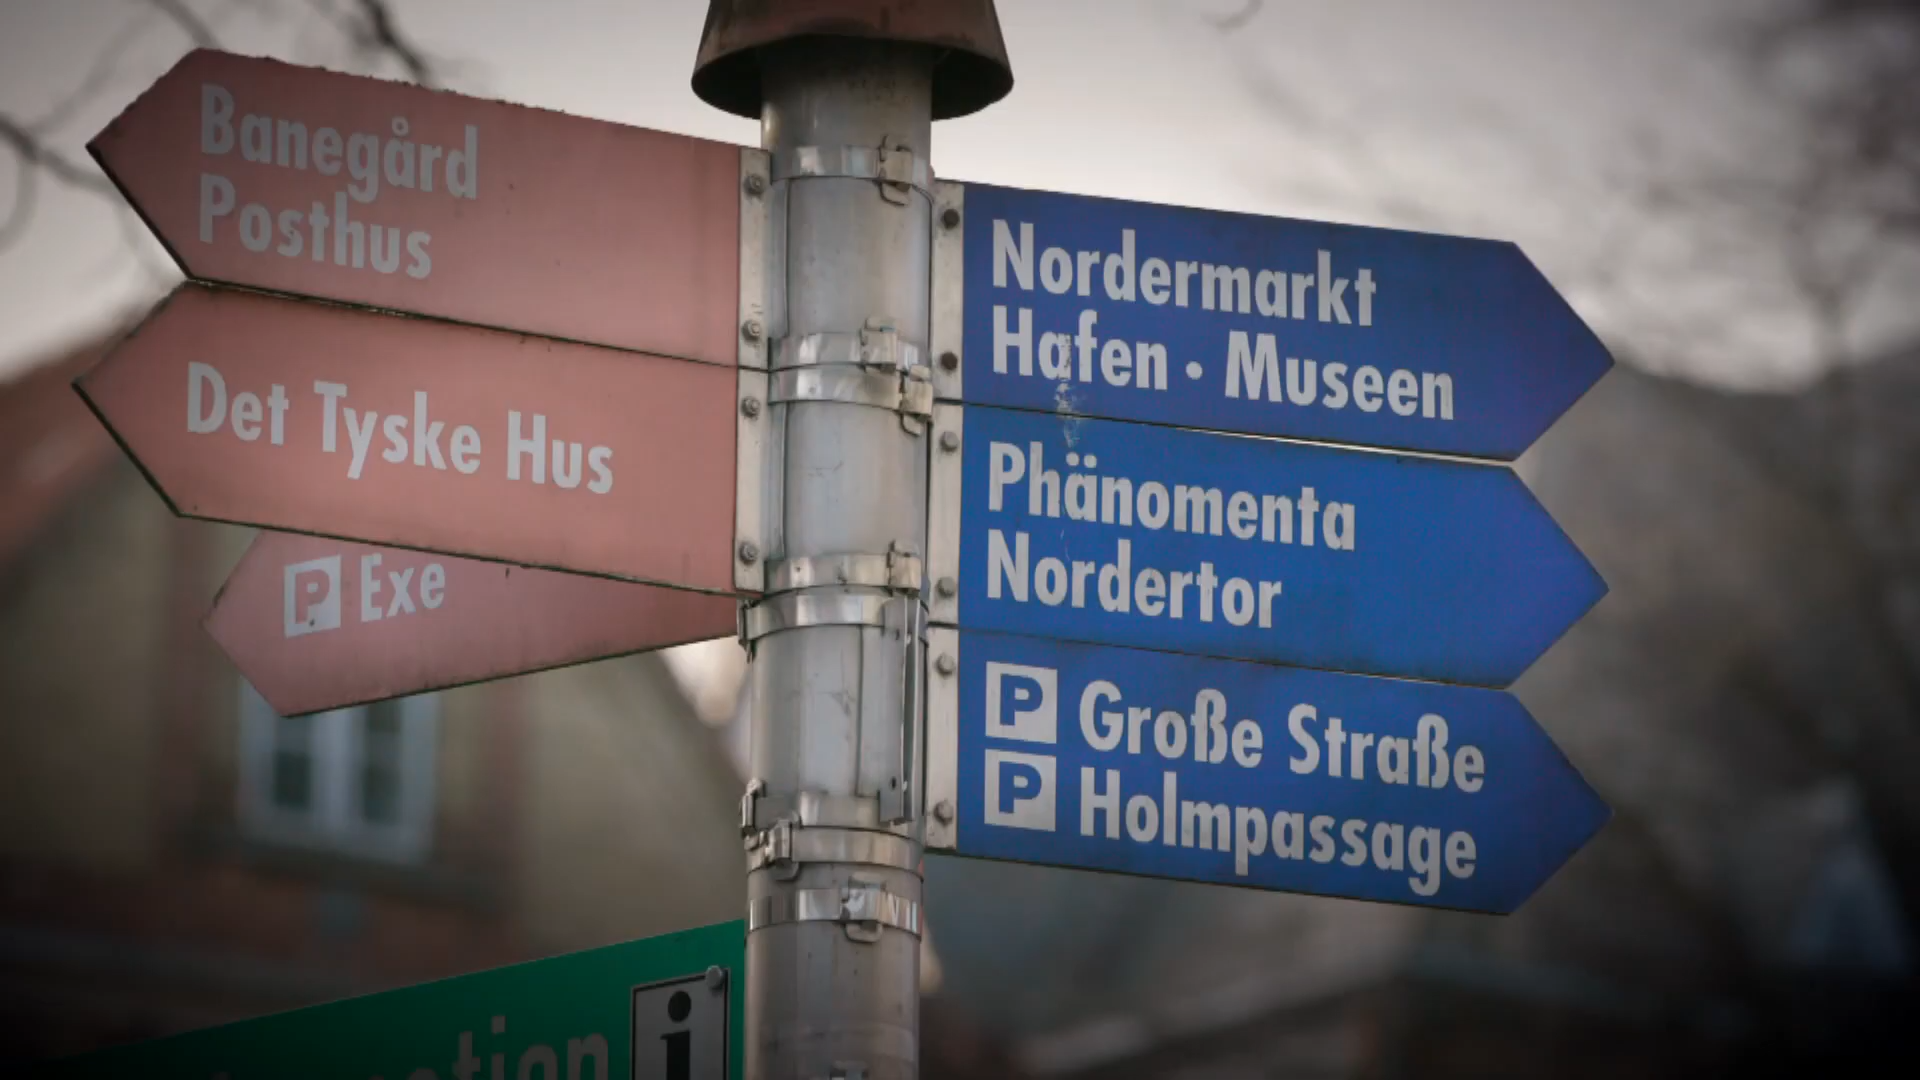 Banegård
Posthus
Det Tyske Hus
P Exe
Nordermarkt
Hafen · Museen
Phänomenta
Nordertor
P Große Straße
P Holmpassage
i